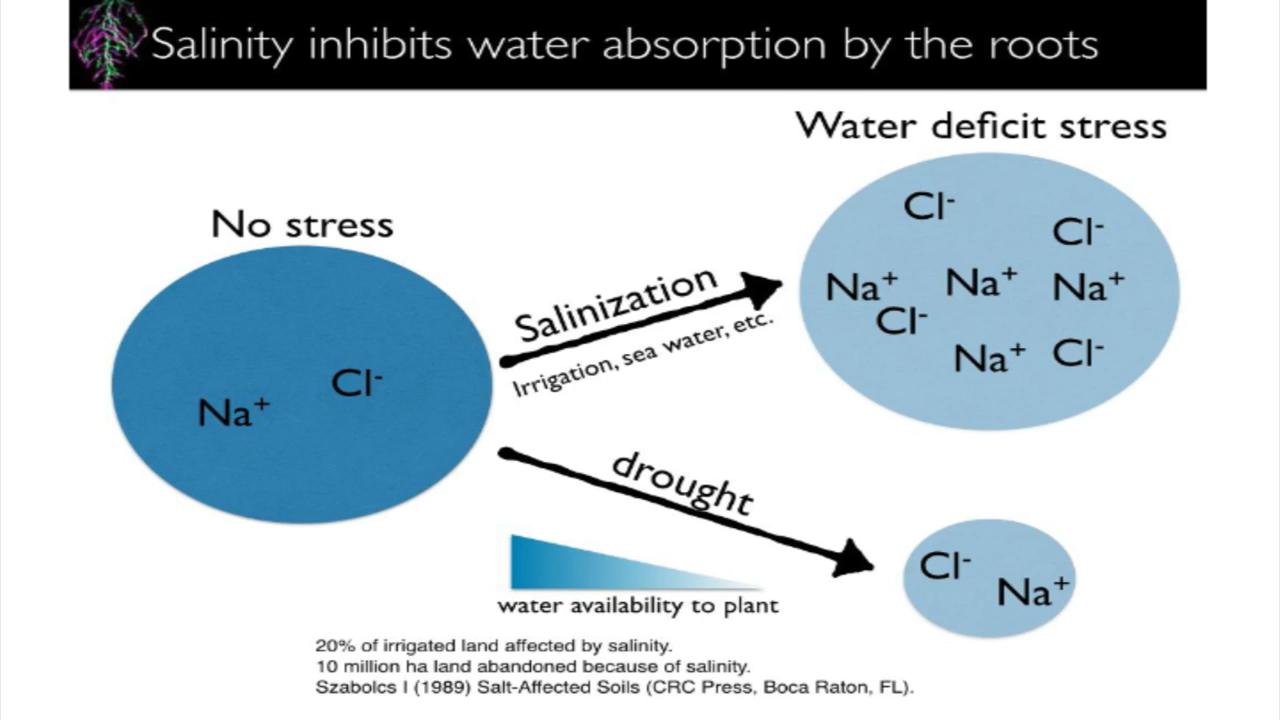 Salinity inhibits water absorption by the roots
Water deficit stress
No stress
Na⁺
Cl⁻
Salinization
Irrigation, sea water, etc.
Cl⁻
Cl⁻
Na⁺
Na⁺
Na⁺
Cl⁻
Na⁺
Cl⁻
drought
Cl⁻
Na⁺
water availability to plant
20% of irrigated land affected by salinity.
10 million ha land abandoned because of salinity.
Szabolcs I (1989) Salt-Affected Soils (CRC Press, Boca Raton, FL).